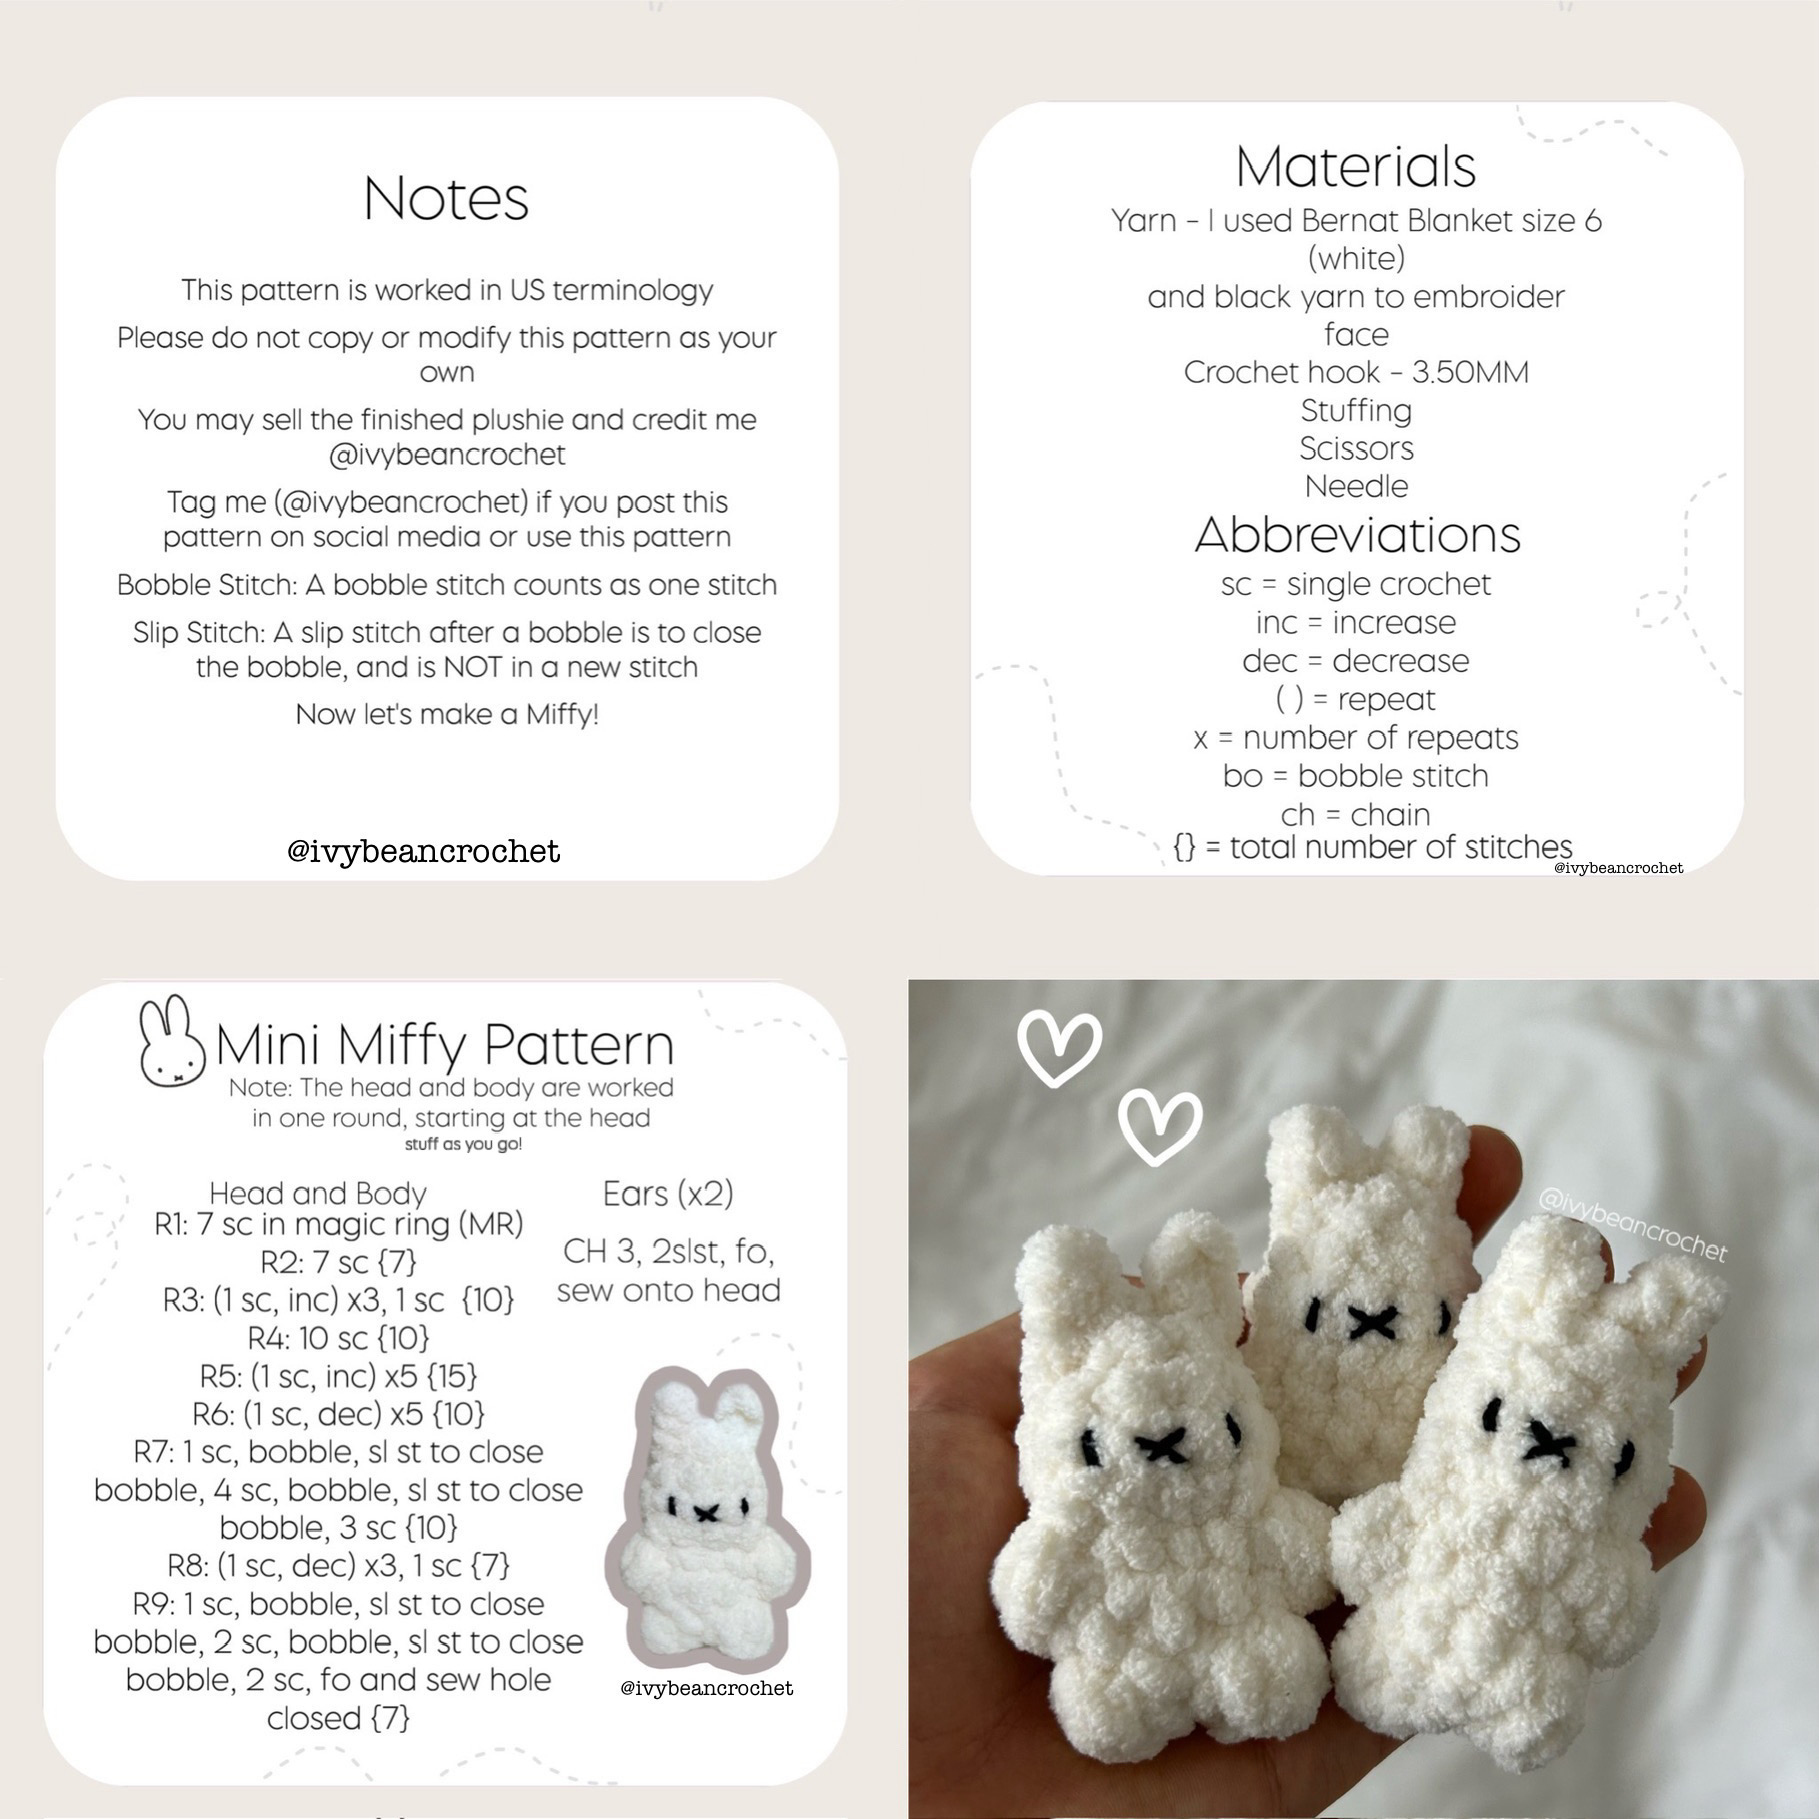 Notes
This pattern is worked in US terminology
Please do not copy or modify this pattern as your
own
You may sell the finished plushie and credit me
@ivybeancrochet
Tag me (@ivybeancrochet) if you post this
pattern on social media or use this pattern
Bobble Stitch: A bobble stitch counts as one stitch
Slip Stitch: A slip stitch after a bobble is to close
the bobble, and is NOT in a new stitch
Now let's make a Miffy!
@ivybeancrochet
Materials
Yarn - I used Bernat Blanket size 6
(white)
and black yarn to embroider
face
Crochet hook - 3.50MM
Stuffing
Scissors
Needle
Abbreviations
sc = single crochet
inc = increase
dec = decrease
( ) = repeat
x = number of repeats
bo = bobble stitch
ch = chain
{} = total number of stitches
@ivybeancrochet
Mini Miffy Pattern
Note: The head and body are worked
in one round, starting at the head
stuff as you go!
Head and Body
R1: 7 sc in magic ring (MR)
R2: 7 sc {7}
R3: (1 sc, inc) x3, 1 sc {10}
R4: 10 sc {10}
R5: (1 sc, inc) x5 {15}
R6: (1 sc, dec) x5 {10}
R7: 1 sc, bobble, sl st to close
bobble, 4 sc, bobble, sl st to close
bobble, 3 sc {10}
R8: (1 sc, dec) x3, 1 sc {7}
R9: 1 sc, bobble, sl st to close
bobble, 2 sc, bobble, sl st to close
bobble, 2 sc, fo and sew hole
closed {7}
Ears (x2)
CH 3, 2slst, fo,
sew onto head
@ivybeancrochet
@ivybeancrochet